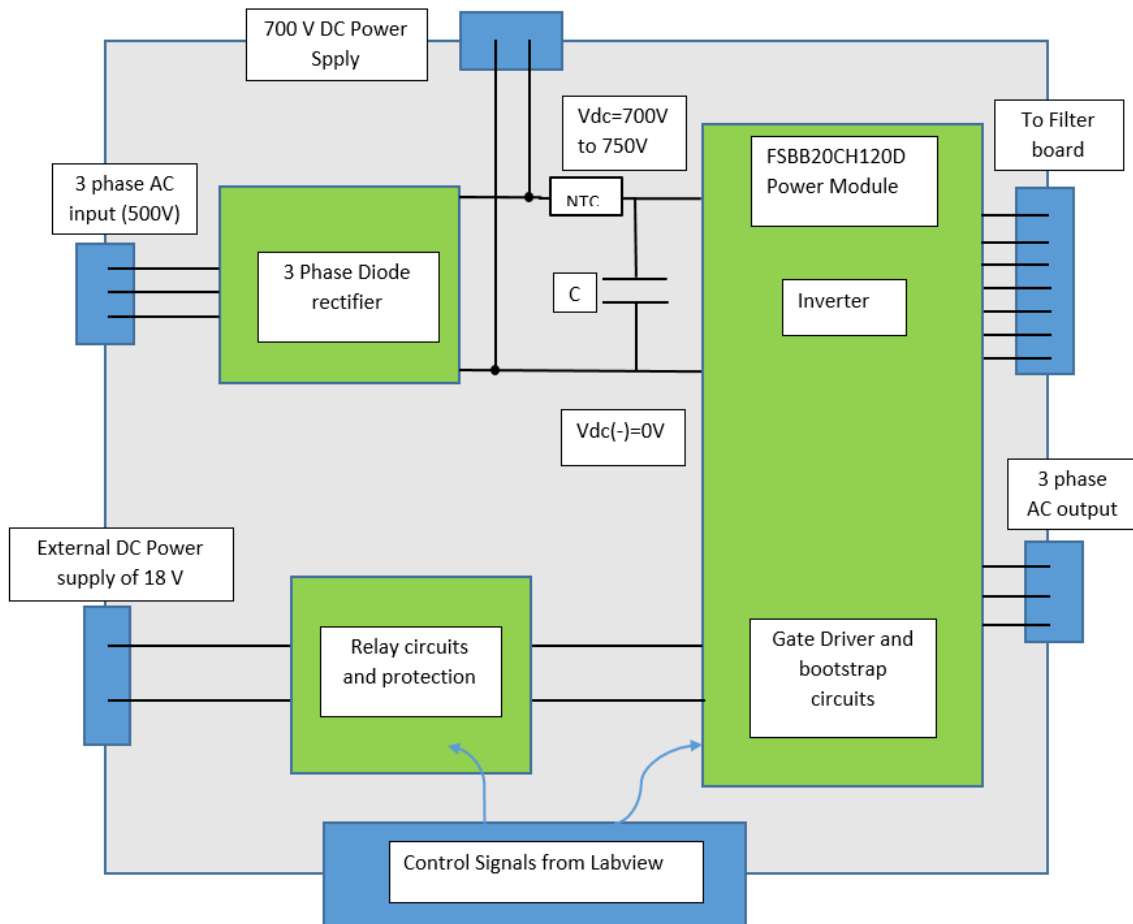 700 V DC Power
Spply
Vdc=700V
to 750V
FSBB20CH120D
Power Module
To Filter
board
3 phase AC
input (500V)
NTC
3 Phase Diode
rectifier
C
Inverter
Vdc(-)=0V
3 phase
AC output
External DC Power
supply of 18 V
Relay circuits
and protection
Gate Driver and
bootstrap
circuits
Control Signals from Labview